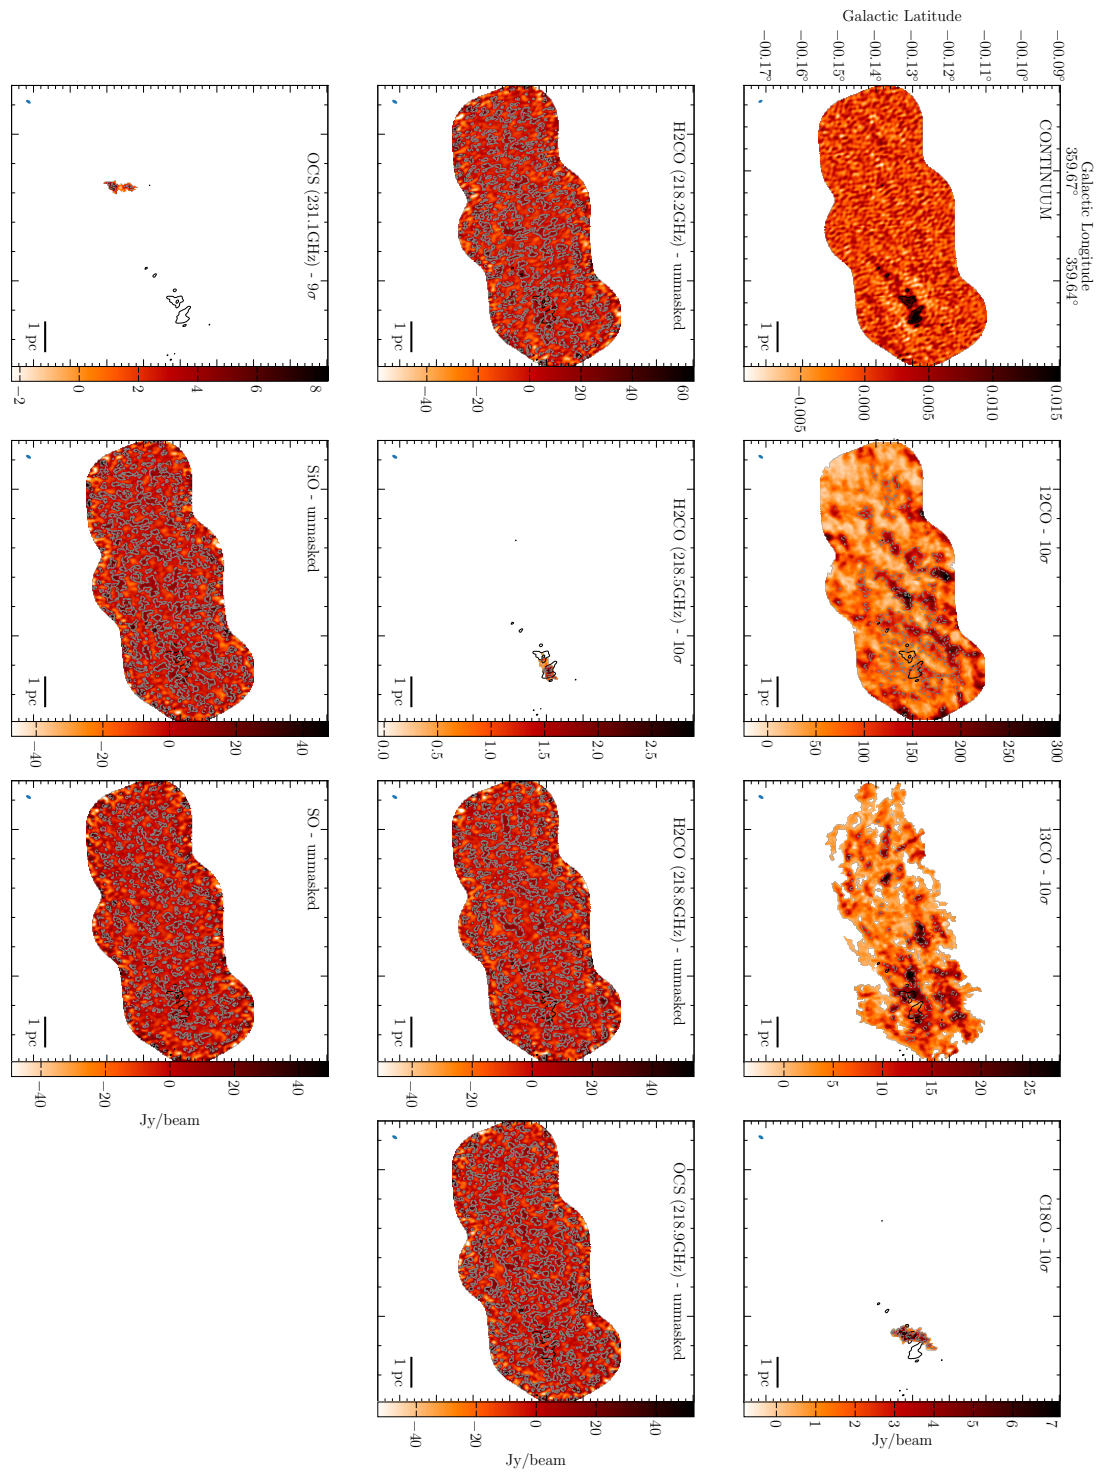 CONTINUUM
1 pc
Galactic Latitude
−00.09°
−00.10°
−00.11°
−00.12°
−00.13°
−00.14°
−00.15°
−00.16°
−00.17°
359.67°
359.64°
Galactic Longitude
0.015
0.010
0.005
0.000
−0.005
12CO - 10σ
1 pc
300
250
200
150
100
50
0
13CO - 10σ
1 pc
25
20
15
10
5
0
C18O - 10σ
1 pc
7
6
5
4
3
2
1
0
Jy/beam
H2CO (218.2GHz) - unmasked
1 pc
60
40
20
0
−20
−40
H2CO (218.5GHz) - 10σ
1 pc
2.5
2.0
1.5
1.0
0.5
0.0
H2CO (218.8GHz) - unmasked
1 pc
40
20
0
−20
−40
OCS (218.9GHz) - unmasked
1 pc
40
20
0
−20
−40
Jy/beam
OCS (231.1GHz) - 9σ
1 pc
8
6
4
2
0
−2
SiO - unmasked
1 pc
40
20
0
−20
−40
SO - unmasked
1 pc
40
20
0
−20
−40
Jy/beam